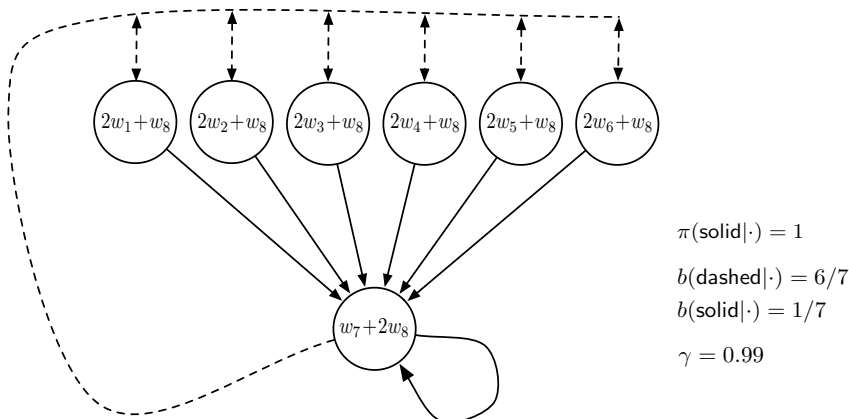 2w₁+w₈ 2w₂+w₈ 2w₃+w₈ 2w₄+w₈ 2w₅+w₈ 2w₆+w₈
π(solid|·) = 1
b(dashed|·) = 6/7
b(solid|·) = 1/7
w₇+2w₈
γ = 0.99